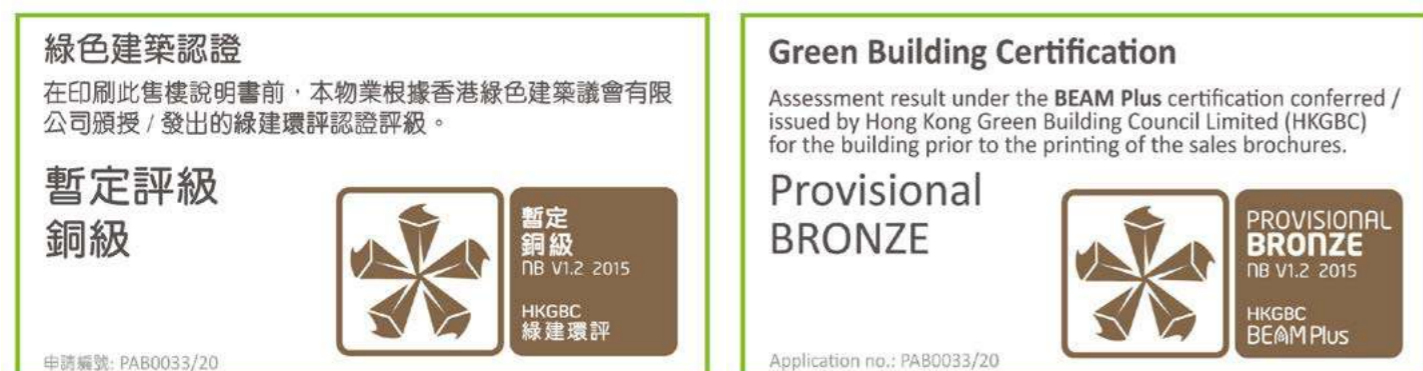 綠色建築認證
在印刷此售樓說明書前，本物業根據香港綠色建築議會有限
公司頒授 / 發出的綠建環評認證評級。
暫定評級
銅級
暫定
銅級
NB V1.2 2015
HKGBC
綠建環評
申請編號: PAB0033/20
Green Building Certification
Assessment result under the BEAM Plus certification conferred /
issued by Hong Kong Green Building Council Limited (HKGBC)
for the building prior to the printing of the sales brochures.
Provisional
BRONZE
PROVISIONAL
BRONZE
NB V1.2 2015
HKGBC
BEAM Plus
Application no.: PAB0033/20